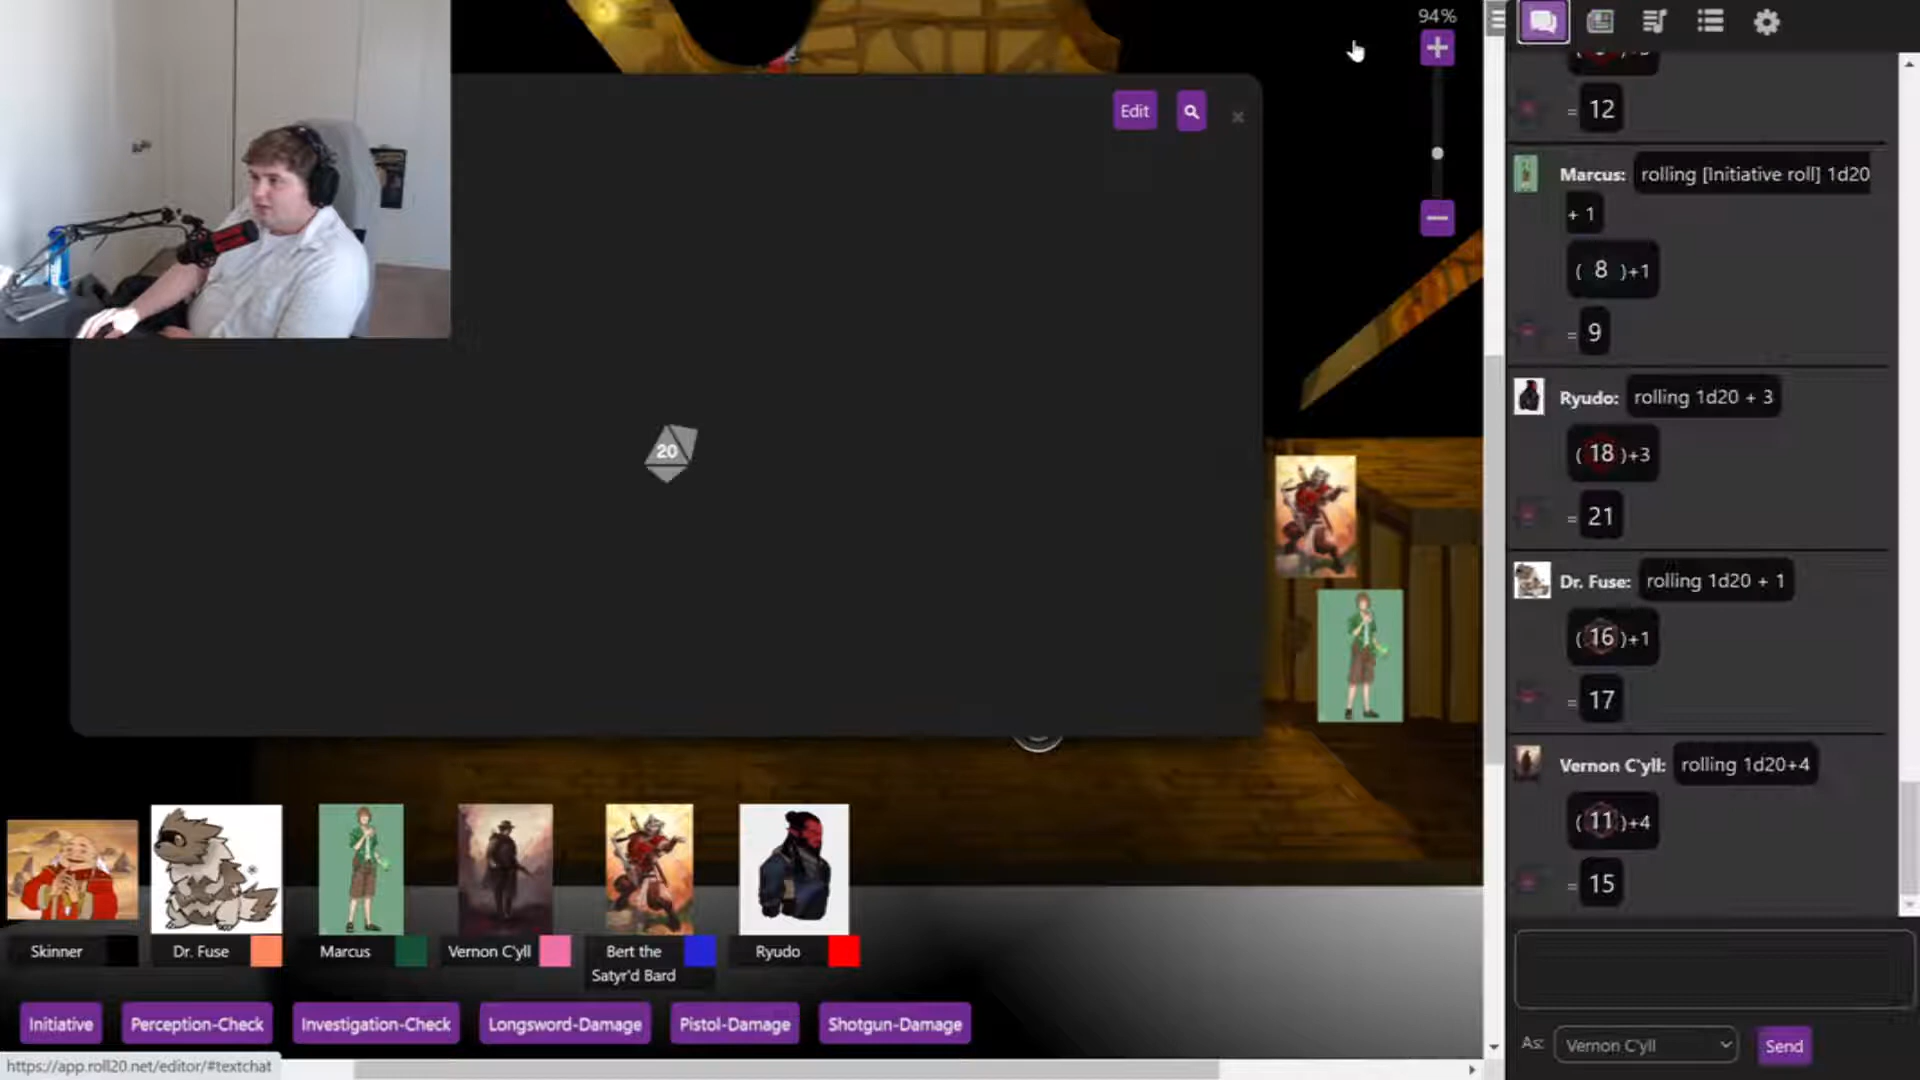 94%
Edit
20
= 12
Marcus: rolling [Initiative roll] 1d20
+ 1
( 8 )+1
= 9
Ryudo: rolling 1d20 + 3
( 18 )+3
= 21
Dr. Fuse: rolling 1d20 + 1
( 16 )+1
= 17
Vernon C'yll: rolling 1d20+4
( 11 )+4
= 15
Skinner
Dr. Fuse
Marcus
Vernon C'yll
Bert the
Satyr'd Bard
Ryudo
Initiative
Perception-Check
Investigation-Check
Longsword-Damage
Pistol-Damage
Shotgun-Damage
As: Vernon C'yll
Send
https://app.roll20.net/editor/#textchat